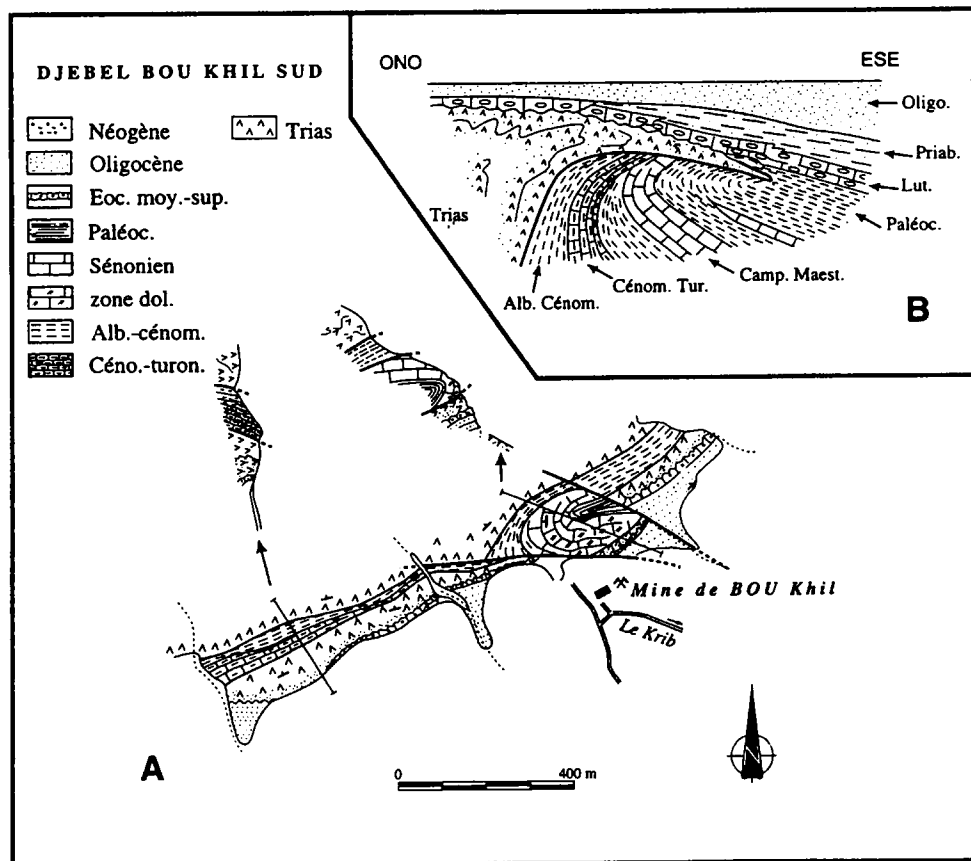 DJEBEL BOU KHIL SUD
Néogène
Trias
Oligocène
Eoc. moy.-sup.
Paléoc.
Sénonien
zone dol.
Alb.-cénom.
Céno.-turon.
ONO
ESE
Oligo.
Priab.
Lut.
Paléoc.
Trias
Camp. Maest.
Cénom. Tur.
Alb. Cénom.
B
Mine de BOU Khil
Le Krib
A
0 400 m
N